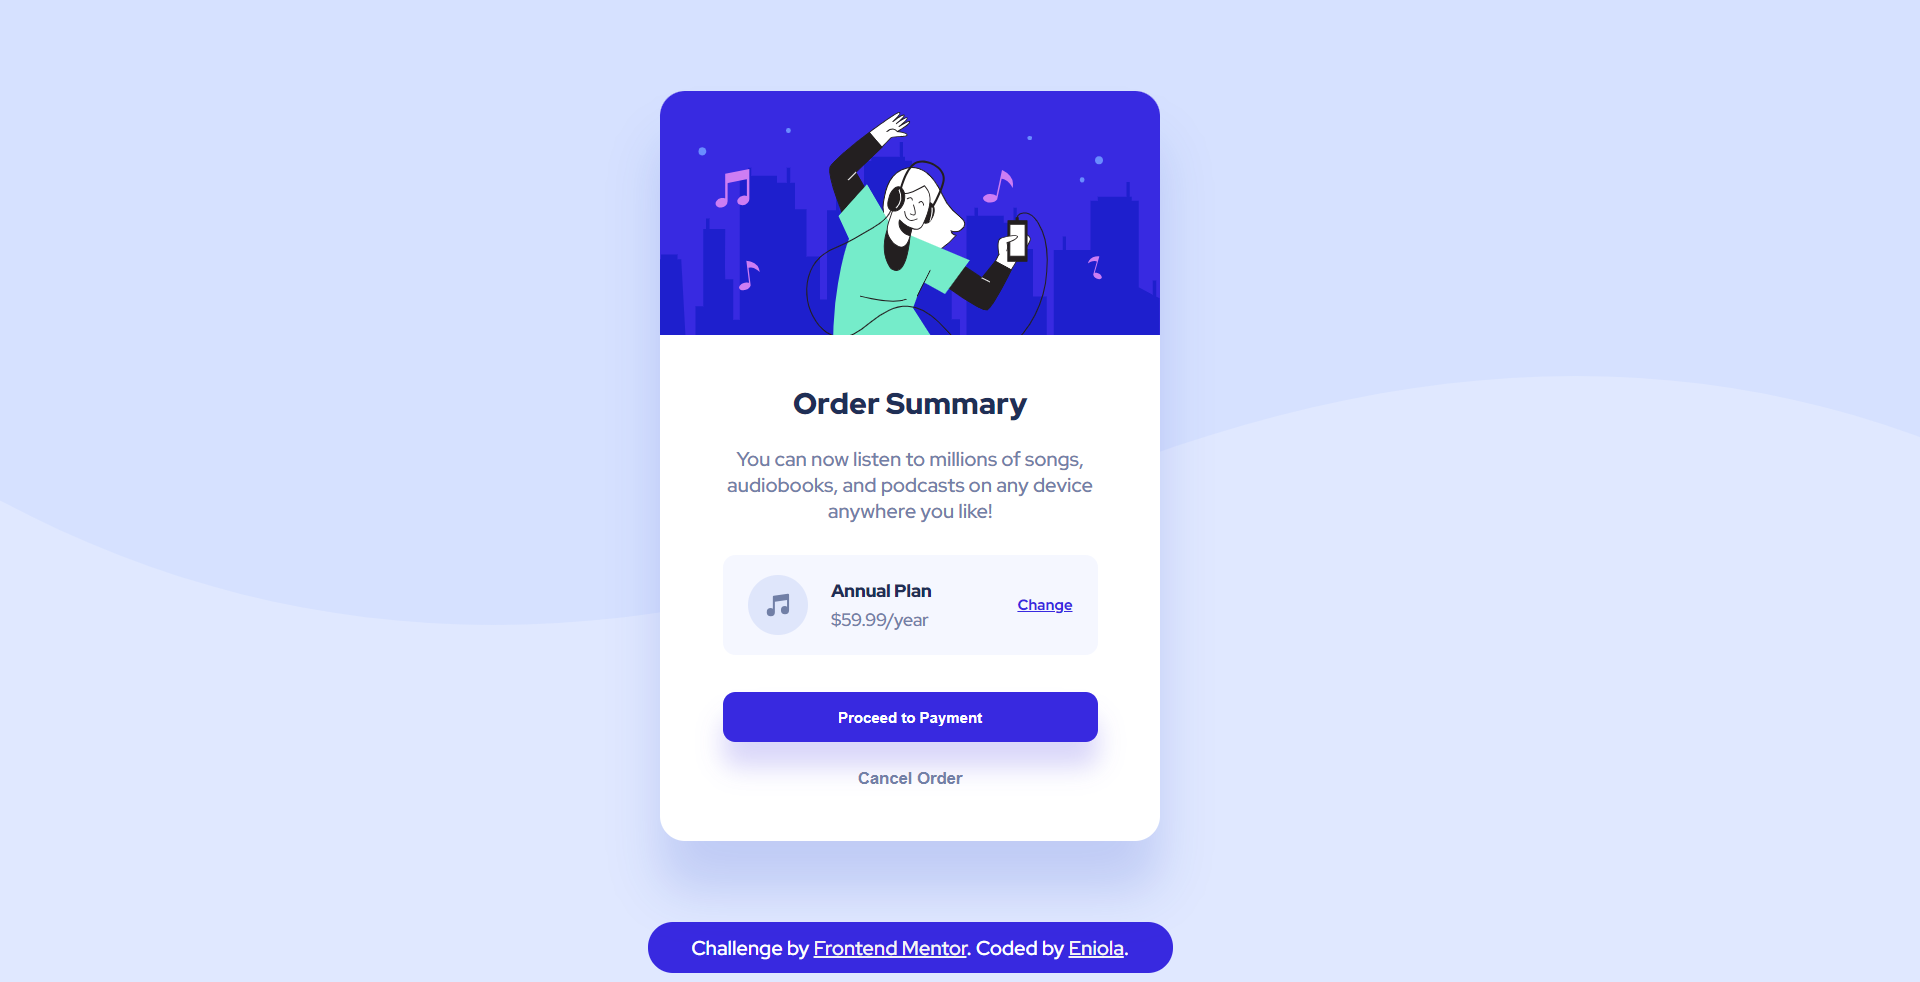 Order Summary
You can now listen to millions of songs,
audiobooks, and podcasts on any device
anywhere you like!
Annual Plan
$59.99/year
Change
Proceed to Payment
Cancel Order
Challenge by Frontend Mentor. Coded by Eniola.